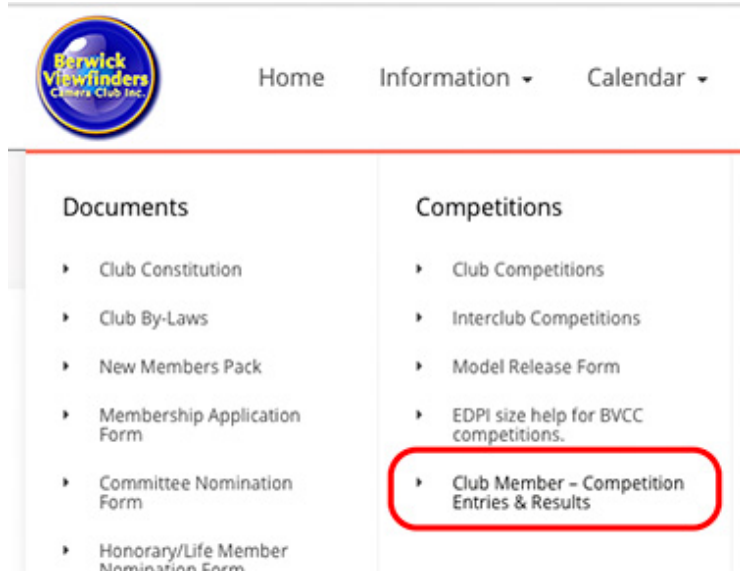 Berwick
Viewfinders
Camera Club Inc.
Home
Information
Calendar
Documents
Club Constitution
Club By-Laws
New Members Pack
Membership Application
Form
Committee Nomination
Form
Honorary/Life Member
Nomination Form
Competitions
Club Competitions
Interclub Competitions
Model Release Form
EDPI size help for BVCC
competitions.
Club Member – Competition
Entries & Results